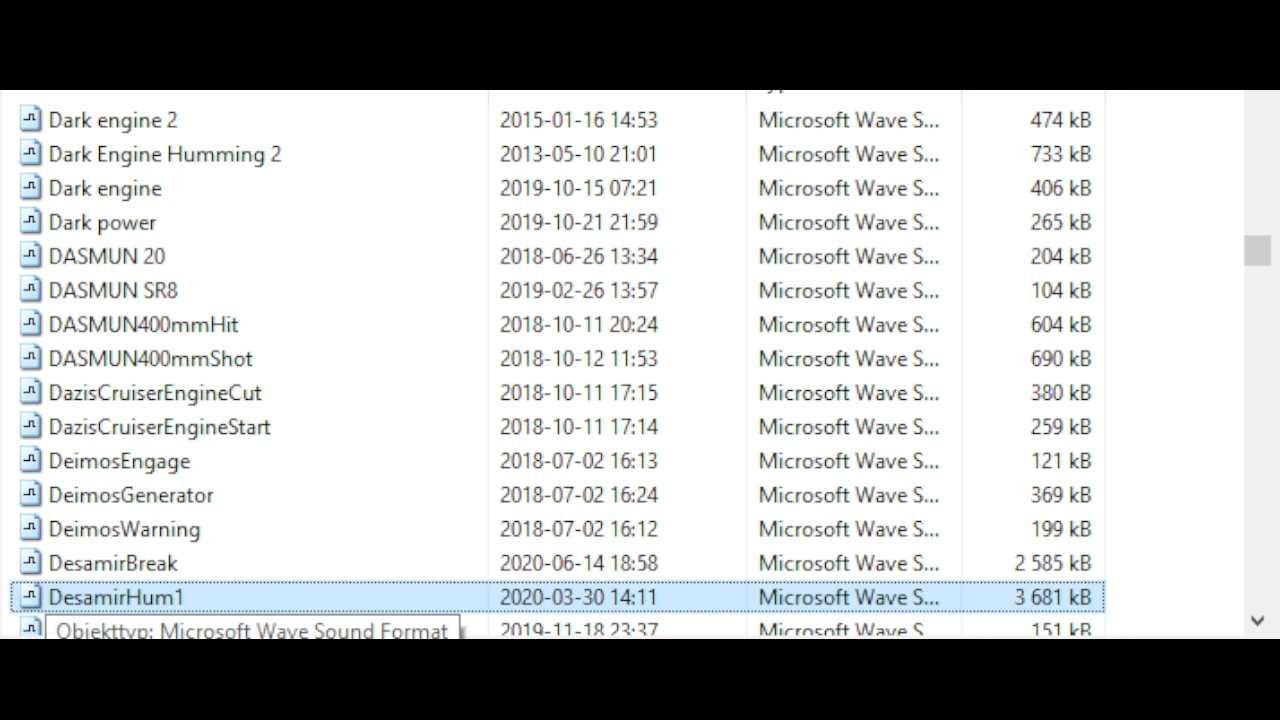 Dark engine 2 2015-01-16 14:53 Microsoft Wave S... 474 kB
Dark Engine Humming 2 2013-05-10 21:01 Microsoft Wave S... 733 kB
Dark engine 2019-10-15 07:21 Microsoft Wave S... 406 kB
Dark power 2019-10-21 21:59 Microsoft Wave S... 265 kB
DASMUN 20 2018-06-26 13:34 Microsoft Wave S... 204 kB
DASMUN SR8 2019-02-26 13:57 Microsoft Wave S... 104 kB
DASMUN400mmHit 2018-10-11 20:24 Microsoft Wave S... 604 kB
DASMUN400mmShot 2018-10-12 11:53 Microsoft Wave S... 690 kB
DazisCruiserEngineCut 2018-10-11 17:15 Microsoft Wave S... 380 kB
DazisCruiserEngineStart 2018-10-11 17:14 Microsoft Wave S... 259 kB
DeimosEngage 2018-07-02 16:13 Microsoft Wave S... 121 kB
DeimosGenerator 2018-07-02 16:24 Microsoft Wave S... 369 kB
DeimosWarning 2018-07-02 16:12 Microsoft Wave S... 199 kB
DesamirBreak 2020-06-14 18:58 Microsoft Wave S... 2 585 kB
DesamirHum1 2020-03-30 14:11 Microsoft Wave S... 3 681 kB
Objekttyp: Microsoft Wave Sound Format 2019-11-18 23:37 Microsoft Wave S... 151 kB